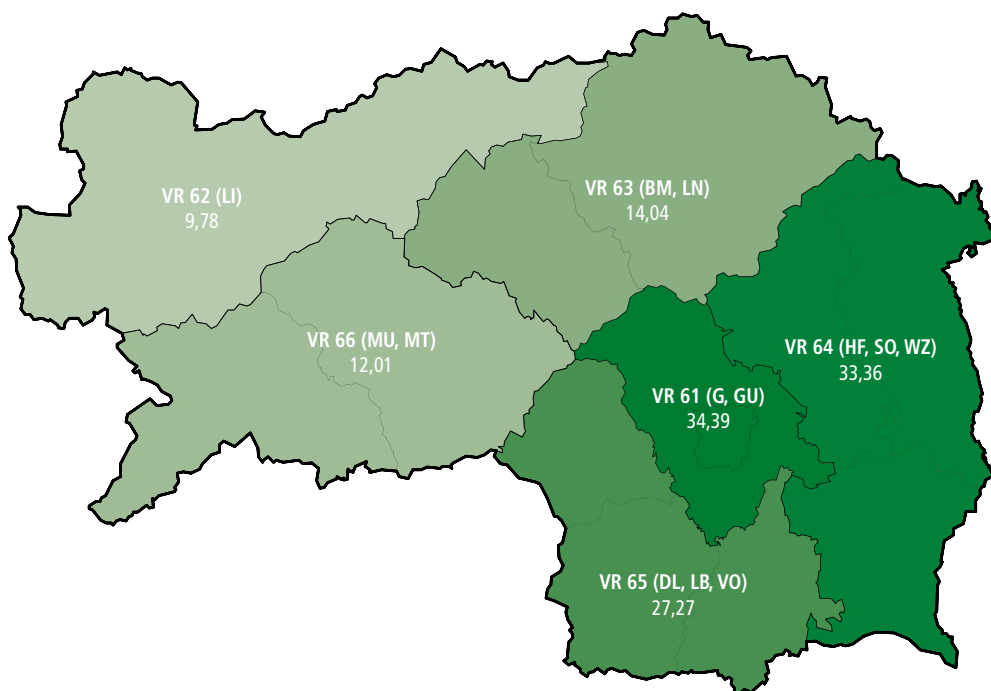 VR 62 (LI)
9,78
VR 63 (BM, LN)
14,04
VR 66 (MU, MT)
12,01
VR 64 (HF, SO, WZ)
33,36
VR 61 (G, GU)
34,39
VR 65 (DL, LB, VO)
27,27